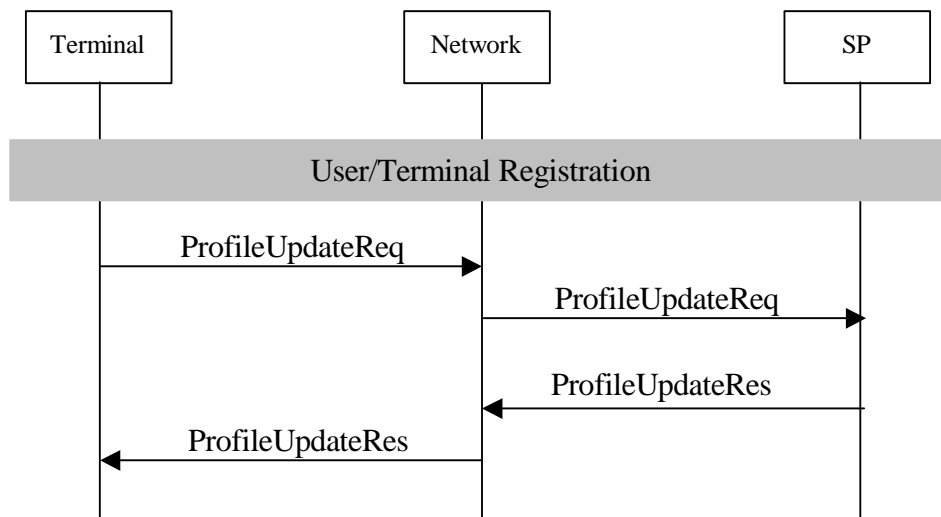 Terminal
Network
SP
User/Terminal Registration
ProfileUpdateReq
ProfileUpdateReq
ProfileUpdateRes
ProfileUpdateRes